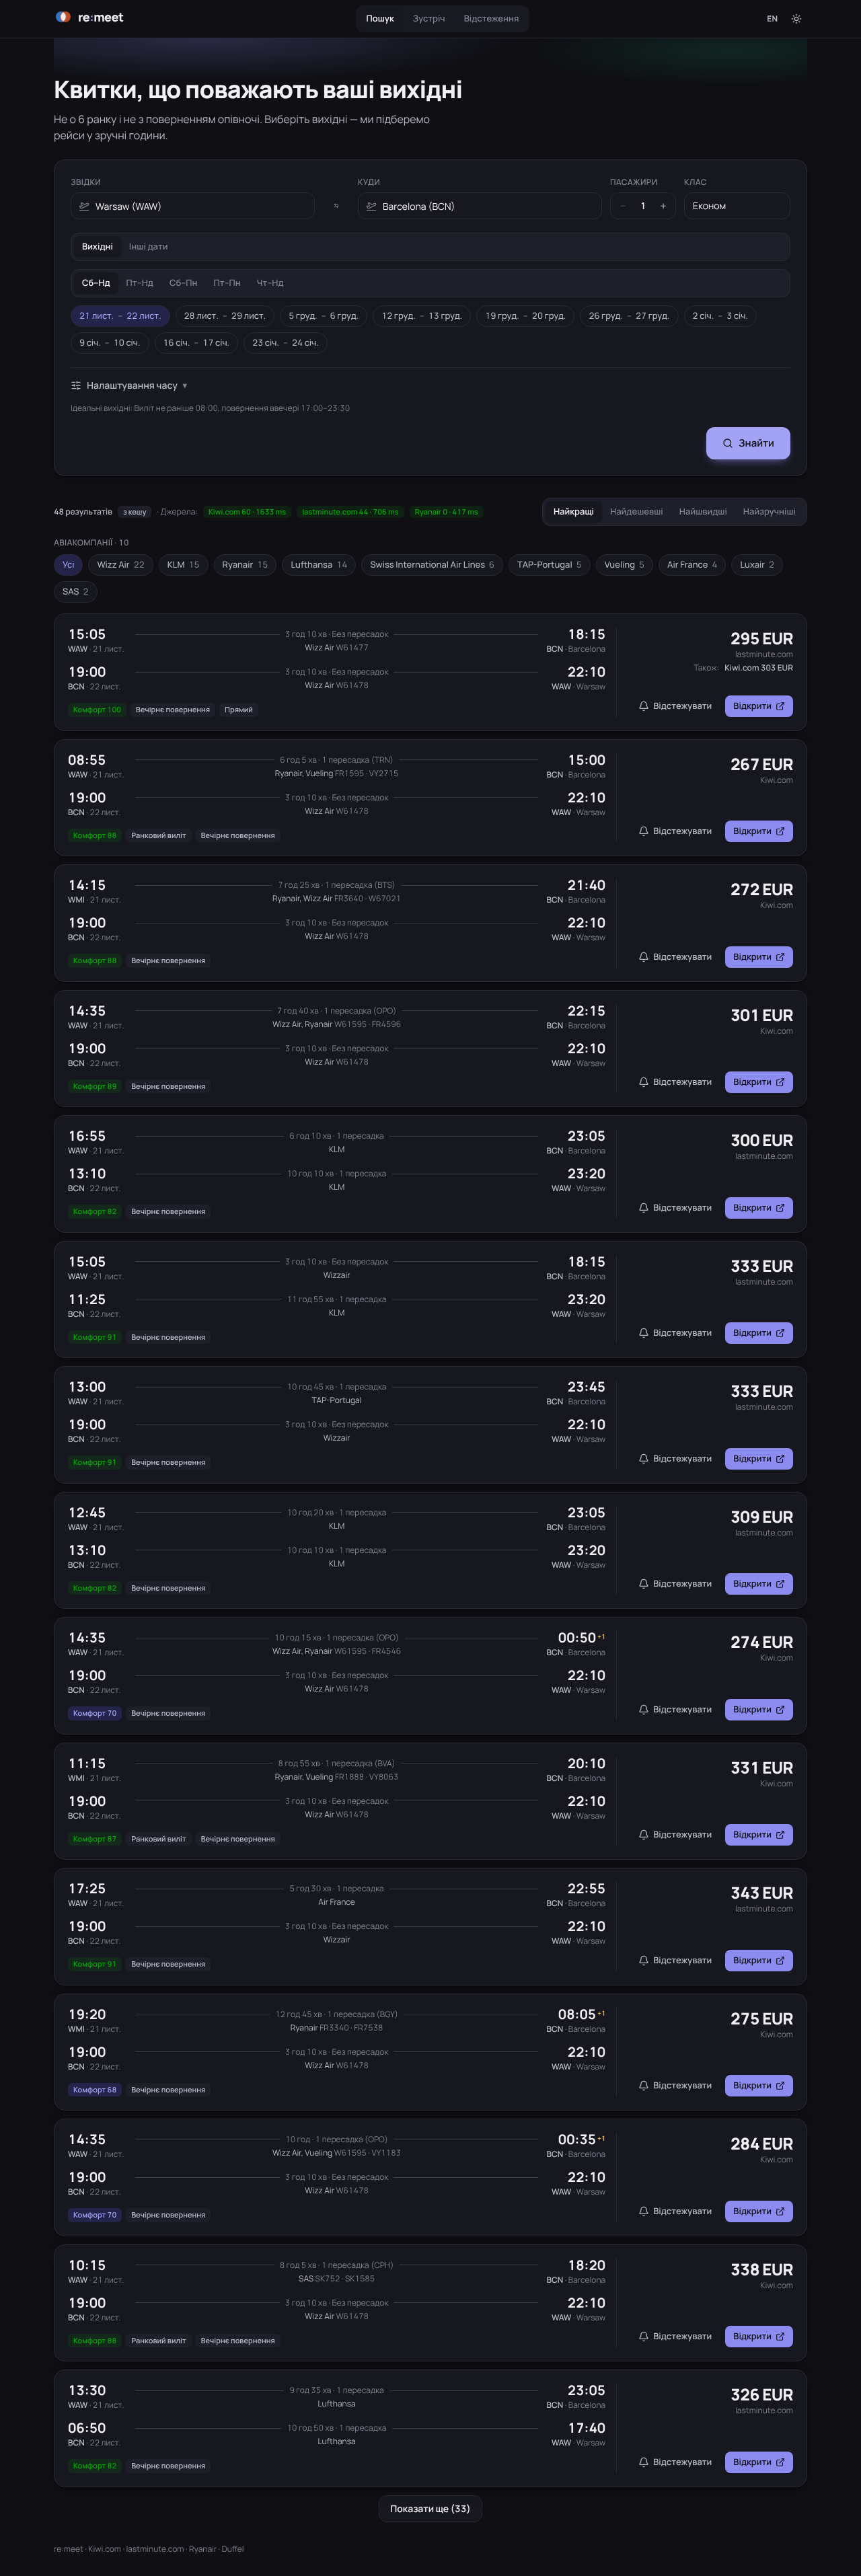 re:meet
Пошук Зустріч Відстеження
EN
Квитки, що поважають ваші вихідні
Не о 6 ранку і не з поверненням опівночі. Виберіть вихідні — ми підберемо
рейси у зручні години.
ЗВІДКИ КУДИ ПАСАЖИРИ КЛАС
Warsaw (WAW) ⇆ Barcelona (BCN) − 1 + Економ
Вихідні Інші дати
Сб–Нд Пт–Нд Сб–Пн Пт–Пн Чт–Нд
21 лист. – 22 лист. 28 лист. – 29 лист. 5 груд. – 6 груд. 12 груд. – 13 груд. 19 груд. – 20 груд. 26 груд. – 27 груд. 2 січ. – 3 січ.
9 січ. – 10 січ. 16 січ. – 17 січ. 23 січ. – 24 січ.
Налаштування часу ▾
Ідеальні вихідні: Виліт не раніше 08:00, повернення ввечері 17:00–23:30
Знайти
48 результатів з кешу · Джерела: Kiwi.com 60 · 1633 ms lastminute.com 44 · 706 ms Ryanair 0 · 417 ms
Найкращі Найдешевші Найшвидші Найзручніші
АВІАКОМПАНІЇ · 10
Усі Wizz Air 22 KLM 15 Ryanair 15 Lufthansa 14 Swiss International Air Lines 6 TAP-Portugal 5 Vueling 5 Air France 4 Luxair 2
SAS 2
15:05 3 год 10 хв · Без пересадок 18:15 295 EUR
WAW · 21 лист. Wizz Air W61477 BCN · Barcelona lastminute.com
Також: Kiwi.com 303 EUR
19:00 3 год 10 хв · Без пересадок 22:10
BCN · 22 лист. Wizz Air W61478 WAW · Warsaw
Комфорт 100 Вечірнє повернення Прямий Відстежувати Відкрити
08:55 6 год 5 хв · 1 пересадка (TRN) 15:00 267 EUR
WAW · 21 лист. Ryanair, Vueling FR1595 · VY2715 BCN · Barcelona Kiwi.com
19:00 3 год 10 хв · Без пересадок 22:10
BCN · 22 лист. Wizz Air W61478 WAW · Warsaw
Комфорт 88 Ранковий виліт Вечірнє повернення Відстежувати Відкрити
14:15 7 год 25 хв · 1 пересадка (BTS) 21:40 272 EUR
WMI · 21 лист. Ryanair, Wizz Air FR3640 · W67021 BCN · Barcelona Kiwi.com
19:00 3 год 10 хв · Без пересадок 22:10
BCN · 22 лист. Wizz Air W61478 WAW · Warsaw
Комфорт 88 Вечірнє повернення Відстежувати Відкрити
14:35 7 год 40 хв · 1 пересадка (OPO) 22:15 301 EUR
WAW · 21 лист. Wizz Air, Ryanair W61595 · FR4596 BCN · Barcelona Kiwi.com
19:00 3 год 10 хв · Без пересадок 22:10
BCN · 22 лист. Wizz Air W61478 WAW · Warsaw
Комфорт 89 Вечірнє повернення Відстежувати Відкрити
16:55 6 год 10 хв · 1 пересадка 23:05 300 EUR
WAW · 21 лист. KLM BCN · Barcelona lastminute.com
13:10 10 год 10 хв · 1 пересадка 23:20
BCN · 22 лист. KLM WAW · Warsaw
Комфорт 82 Вечірнє повернення Відстежувати Відкрити
15:05 3 год 10 хв · Без пересадок 18:15 333 EUR
WAW · 21 лист. Wizzair BCN · Barcelona lastminute.com
11:25 11 год 55 хв · 1 пересадка 23:20
BCN · 22 лист. KLM WAW · Warsaw
Комфорт 91 Вечірнє повернення Відстежувати Відкрити
13:00 10 год 45 хв · 1 пересадка 23:45 333 EUR
WAW · 21 лист. TAP-Portugal BCN · Barcelona lastminute.com
19:00 3 год 10 хв · Без пересадок 22:10
BCN · 22 лист. Wizzair WAW · Warsaw
Комфорт 91 Вечірнє повернення Відстежувати Відкрити
12:45 10 год 20 хв · 1 пересадка 23:05 309 EUR
WAW · 21 лист. KLM BCN · Barcelona lastminute.com
13:10 10 год 10 хв · 1 пересадка 23:20
BCN · 22 лист. KLM WAW · Warsaw
Комфорт 82 Вечірнє повернення Відстежувати Відкрити
14:35 10 год 15 хв · 1 пересадка (OPO) 00:50 +1 274 EUR
WAW · 21 лист. Wizz Air, Ryanair W61595 · FR4546 BCN · Barcelona Kiwi.com
19:00 3 год 10 хв · Без пересадок 22:10
BCN · 22 лист. Wizz Air W61478 WAW · Warsaw
Комфорт 70 Вечірнє повернення Відстежувати Відкрити
11:15 8 год 55 хв · 1 пересадка (BVA) 20:10 331 EUR
WMI · 21 лист. Ryanair, Vueling FR1888 · VY8063 BCN · Barcelona Kiwi.com
19:00 3 год 10 хв · Без пересадок 22:10
BCN · 22 лист. Wizz Air W61478 WAW · Warsaw
Комфорт 87 Ранковий виліт Вечірнє повернення Відстежувати Відкрити
17:25 5 год 30 хв · 1 пересадка 22:55 343 EUR
WAW · 21 лист. Air France BCN · Barcelona lastminute.com
19:00 3 год 10 хв · Без пересадок 22:10
BCN · 22 лист. Wizzair WAW · Warsaw
Комфорт 91 Вечірнє повернення Відстежувати Відкрити
19:20 12 год 45 хв · 1 пересадка (BGY) 08:05 +1 275 EUR
WMI · 21 лист. Ryanair FR3340 · FR7538 BCN · Barcelona Kiwi.com
19:00 3 год 10 хв · Без пересадок 22:10
BCN · 22 лист. Wizz Air W61478 WAW · Warsaw
Комфорт 68 Вечірнє повернення Відстежувати Відкрити
14:35 10 год · 1 пересадка (OPO) 00:35 +1 284 EUR
WAW · 21 лист. Wizz Air, Vueling W61595 · VY1183 BCN · Barcelona Kiwi.com
19:00 3 год 10 хв · Без пересадок 22:10
BCN · 22 лист. Wizz Air W61478 WAW · Warsaw
Комфорт 70 Вечірнє повернення Відстежувати Відкрити
10:15 8 год 5 хв · 1 пересадка (CPH) 18:20 338 EUR
WAW · 21 лист. SAS SK752 · SK1585 BCN · Barcelona Kiwi.com
19:00 3 год 10 хв · Без пересадок 22:10
BCN · 22 лист. Wizz Air W61478 WAW · Warsaw
Комфорт 88 Ранковий виліт Вечірнє повернення Відстежувати Відкрити
13:30 9 год 35 хв · 1 пересадка 23:05 326 EUR
WAW · 21 лист. Lufthansa BCN · Barcelona lastminute.com
06:50 10 год 50 хв · 1 пересадка 17:40
BCN · 22 лист. Lufthansa WAW · Warsaw
Комфорт 82 Вечірнє повернення Відстежувати Відкрити
Показати ще (33)
re:meet · Kiwi.com · lastminute.com · Ryanair · Duffel